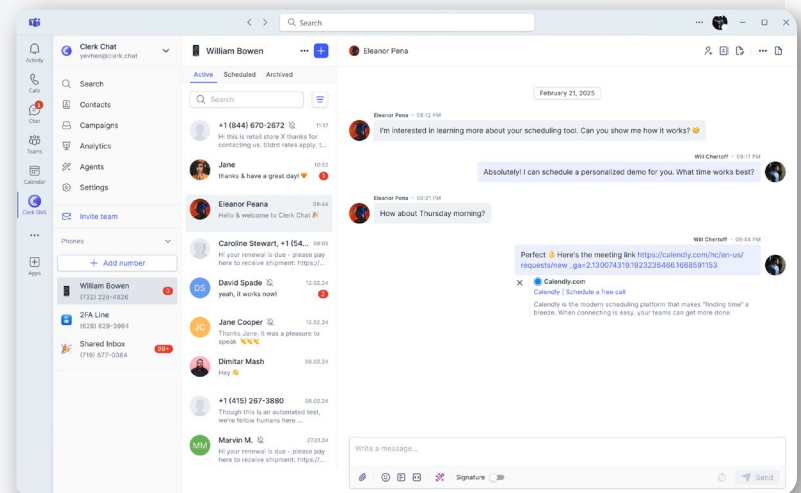 Search
Activity
Calls
Chat
Teams
Calendar
Clerk SMS
Apps
Clerk Chat
yevhen@clerk.chat
Search
Contacts
Campaigns
Analytics
Agents
Settings
Invite team
Phones
+ Add number
William Bowen
(732) 228-4826
3
2FA Line
(628) 629-3964
Shared Inbox
(719) 677-0384
99+
William Bowen
Active Scheduled Archived
Search
+1 (844) 670-2672 11:17
Hi this is retail store X thanks for
contacting us. Stdrd rates apply. t...
Jane 10:52
thanks & have a great day! 1
Eleanor Peana 09:44
Hello & welcome to Clerk Chat
Caroline Stewart, +1 (54... 09:05
Hi your renewal is due - please pay
here to receive shipment: https:/...
DS
David Spade 12.02.24
yeah, it works now! 2
JC
Jane Cooper 12.02.24
Thanks Jane, it was a pleasure to
speak
Dimitar Mash 08.02.24
Hey
+1 (415) 267-3880 08.02.24
Though this is an automated text,
we're fellow humans here ...
MM
Marvin M. 27.01.24
Hi your renewal is due - please pay
here to receive shipment: https:/...
Eleanor Pena
February 21, 2025
Eleanor Pena - 09:12 PM
I'm interested in learning more about your scheduling tool. Can you show me how it works?
Will Chertoff - 09:17 PM
Absolutely! I can schedule a personalized demo for you. What time works best?
Eleanor Pena - 09:21 PM
How about Thursday morning?
Will Chertoff - 09:44 PM
Perfect Here's the meeting link https://calendly.com/hc/en-us/
requests/new _ga=2.130074319.1923236466.1668591153
Calendly.com
Calendly | Schedule a free call
Calendly is the modern scheduling platform that makes "finding time" a
breeze. When connecting is easy, your teams can get more done.
Write a message...
Signature
Send